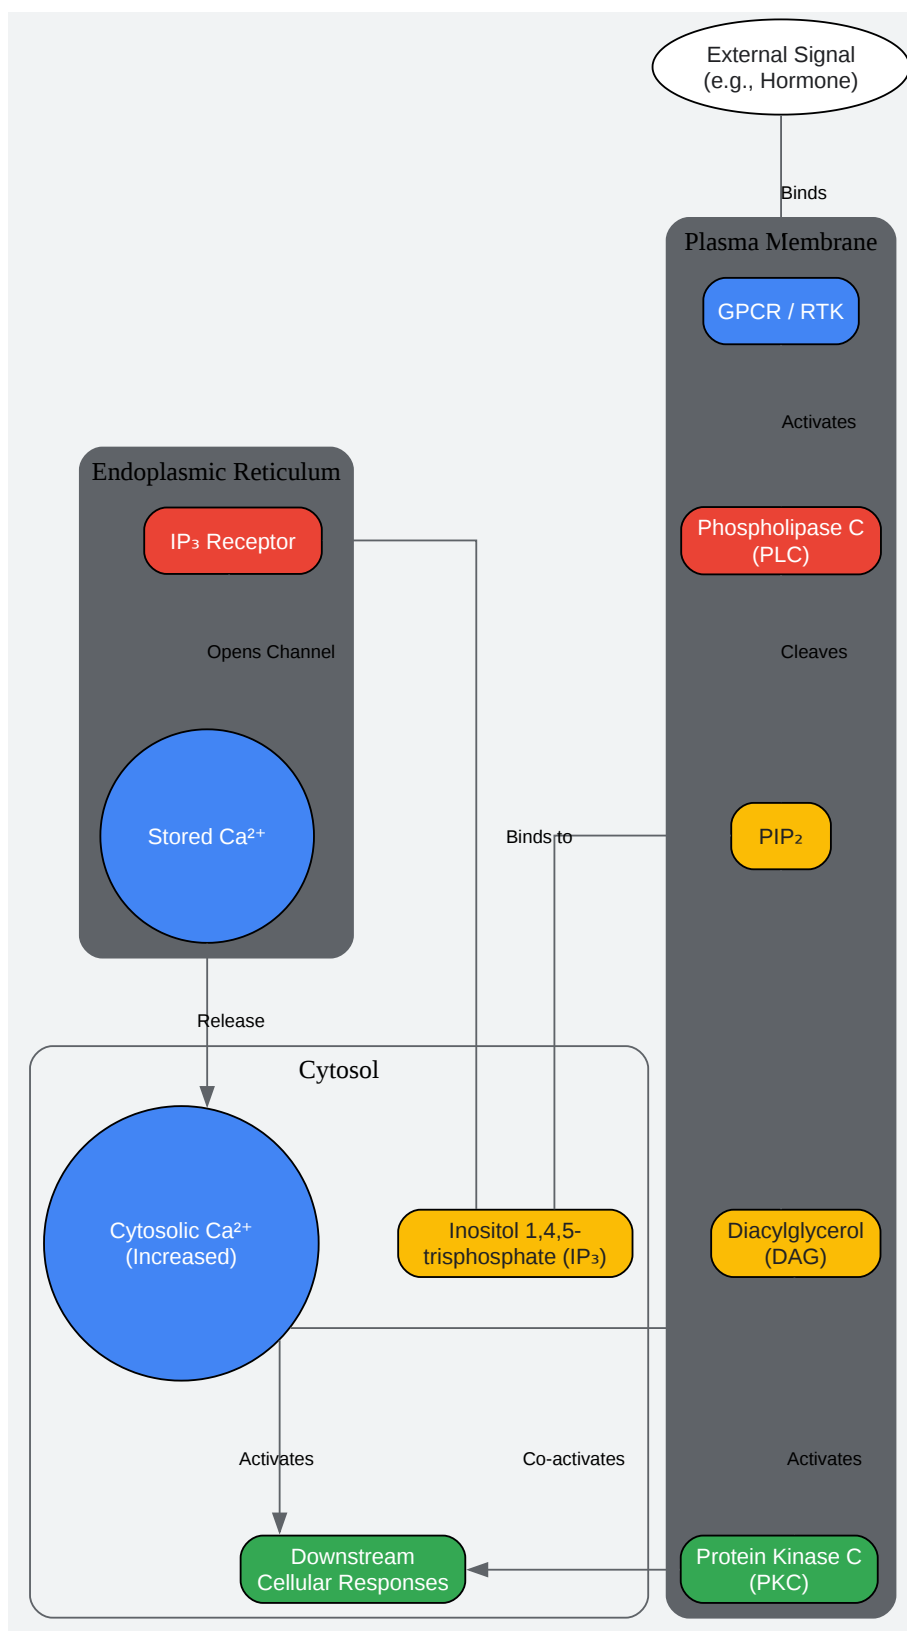 External Signal
(e.g., Hormone)
Binds
Plasma Membrane
GPCR / RTK
Activates
Endoplasmic Reticulum
IP₃ Receptor
Phospholipase C
(PLC)
Opens Channel
Cleaves
Stored Ca²⁺
Binds to
PIP₂
Release
Cytosol
Cytosolic Ca²⁺
(Increased)
Inositol 1,4,5-
trisphosphate (IP₃)
Diacylglycerol
(DAG)
Activates
Co-activates
Activates
Downstream
Cellular Responses
Protein Kinase C
(PKC)